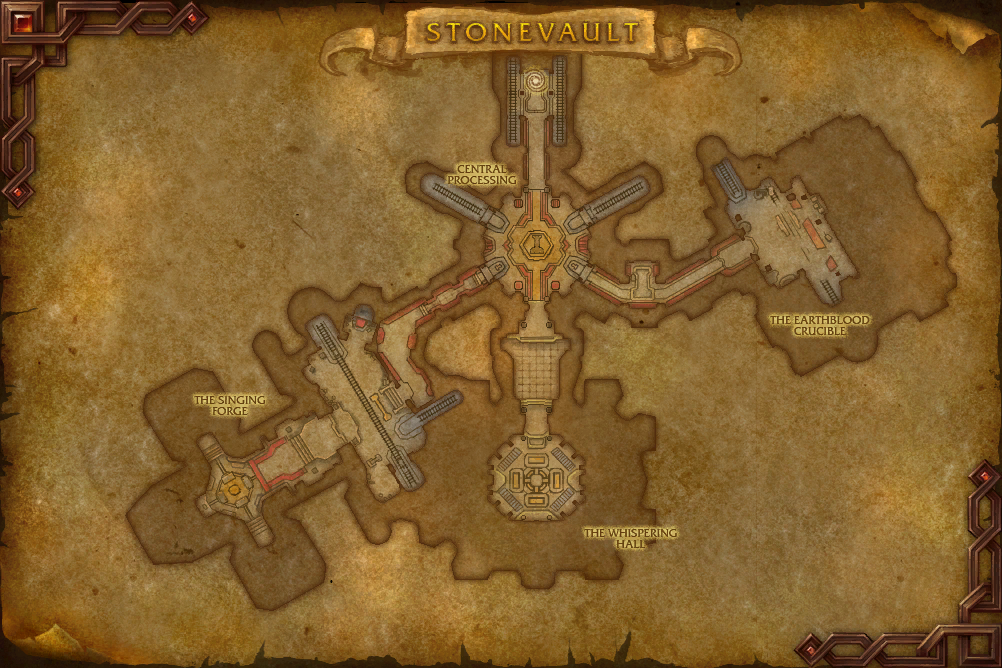 STONEVAULT
CENTRAL
PROCESSING
THE EARTHBLOOD
CRUCIBLE
THE SINGING
FORGE
THE WHISPERING
HALL